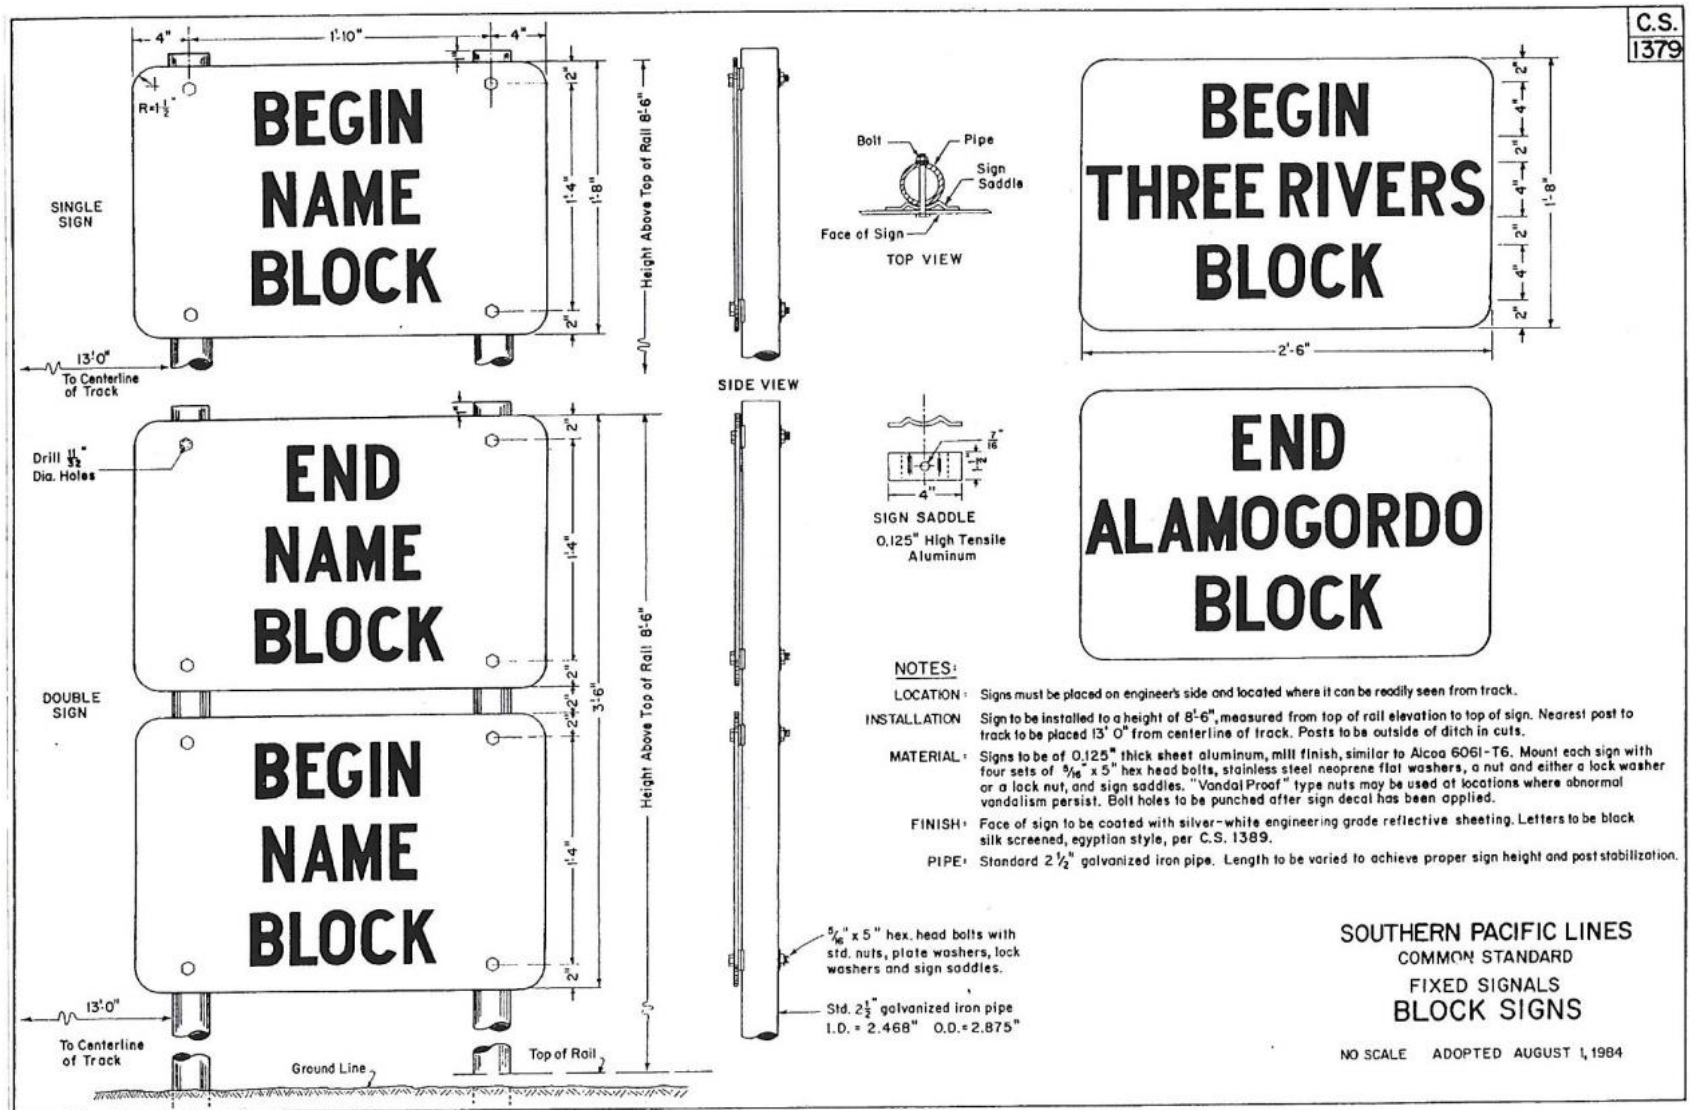 C.S.
1379
4"
1'-10"
4"
1"
R=1½"
BEGIN
NAME
BLOCK
2"
1'-4"
2"
1'-8"
Height Above Top of Rail 8'-6"
SINGLE
SIGN
13'-0"
To Centerline
of Track
Bolt
Pipe
Sign
Saddle
Face of Sign
TOP VIEW
BEGIN
THREE RIVERS
BLOCK
2"
4"
2"
4"
2"
4"
2"
1'-8"
2'-6"
SIDE VIEW
Drill 11/32"
Dia. Holes
1"
END
NAME
BLOCK
2"
1'-4"
2"
2"
2"
3'-6"
Height Above Top of Rail 8'-6"
DOUBLE
SIGN
BEGIN
NAME
BLOCK
1'-4"
2"
13'-0"
To Centerline
of Track
Ground Line
Top of Rail
7/16"
1½"
4"
SIGN SADDLE
0.125" High Tensile
Aluminum
END
ALAMOGORDO
BLOCK
NOTES:
LOCATION: Signs must be placed on engineer's side and located where it can be readily seen from track.
INSTALLATION Sign to be installed to a height of 8'-6", measured from top of rail elevation to top of sign. Nearest post to
track to be placed 13' 0" from centerline of track. Posts to be outside of ditch in cuts.
MATERIAL: Signs to be of 0.125" thick sheet aluminum, mill finish, similar to Alcoa 6061-T6. Mount each sign with
four sets of 5/16" x 5" hex head bolts, stainless steel neoprene flat washers, a nut and either a lock washer
or a lock nut, and sign saddles. "Vandal Proof" type nuts may be used at locations where abnormal
vandalism persist. Bolt holes to be punched after sign decal has been applied.
FINISH: Face of sign to be coated with silver-white engineering grade reflective sheeting. Letters to be black
silk screened, egyptian style, per C.S. 1389.
PIPE: Standard 2½" galvanized iron pipe. Length to be varied to achieve proper sign height and post stabilization.
5/16" x 5" hex. head bolts with
std. nuts, plate washers, lock
washers and sign saddles.
Std. 2½" galvanized iron pipe
I.D. = 2.468" O.D. = 2.875"
SOUTHERN PACIFIC LINES
COMMON STANDARD
FIXED SIGNALS
BLOCK SIGNS
NO SCALE ADOPTED AUGUST 1, 1984